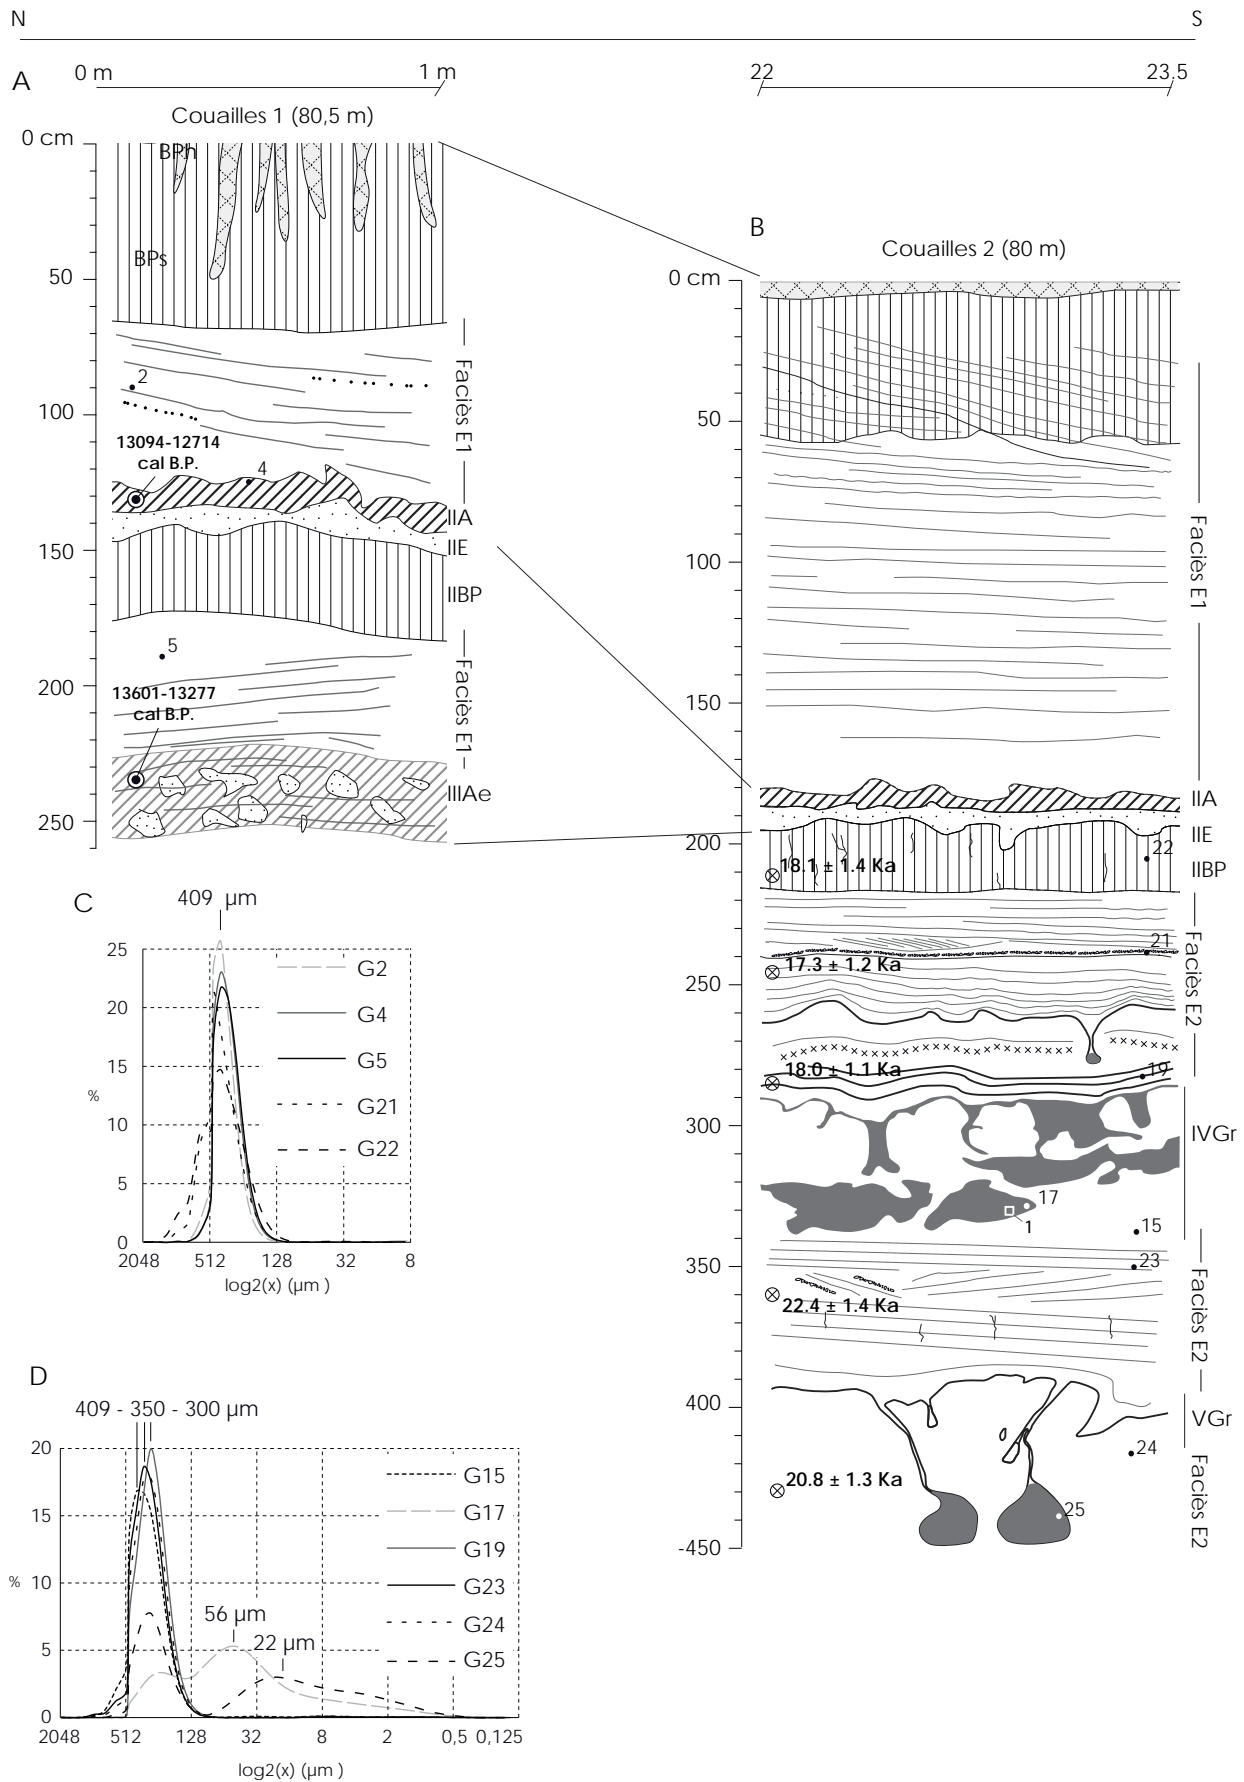 N
S
A
0 m
1 m
22
23.5
Couailles 1 (80,5 m)
0 cm
BPh
BPs
50
2
100
13094-12714
cal B.P.
4
Faciès E1
IIA
150
IIE
IIBP
5
200
13601-13277
cal B.P.
Faciès E1
IIIAe
250
B
Couailles 2 (80 m)
0 cm
50
100
Faciès E1
150
IIA
200
IIE
22
18.1 ± 1.4 Ka
IIBP
21
17.3 ± 1.2 Ka
250
Faciès E2
18.0 ± 1.1 Ka
19
300
IVGr
17
1
15
23
350
22.4 ± 1.4 Ka
Faciès E2
400
VGr
24
20.8 ± 1.3 Ka
25
Faciès E2
-450
C
409 µm
25
20
15
%
10
5
0
2048
512
128
32
8
log2(x) (µm )
G2
G4
G5
G21
G22
D
409 - 350 - 300 µm
20
15
%
10
5
0
56 µm
22 µm
G15
G17
G19
G23
G24
G25
2048
512
128
32
8
2
0,5
0,125
log2(x) (µm )